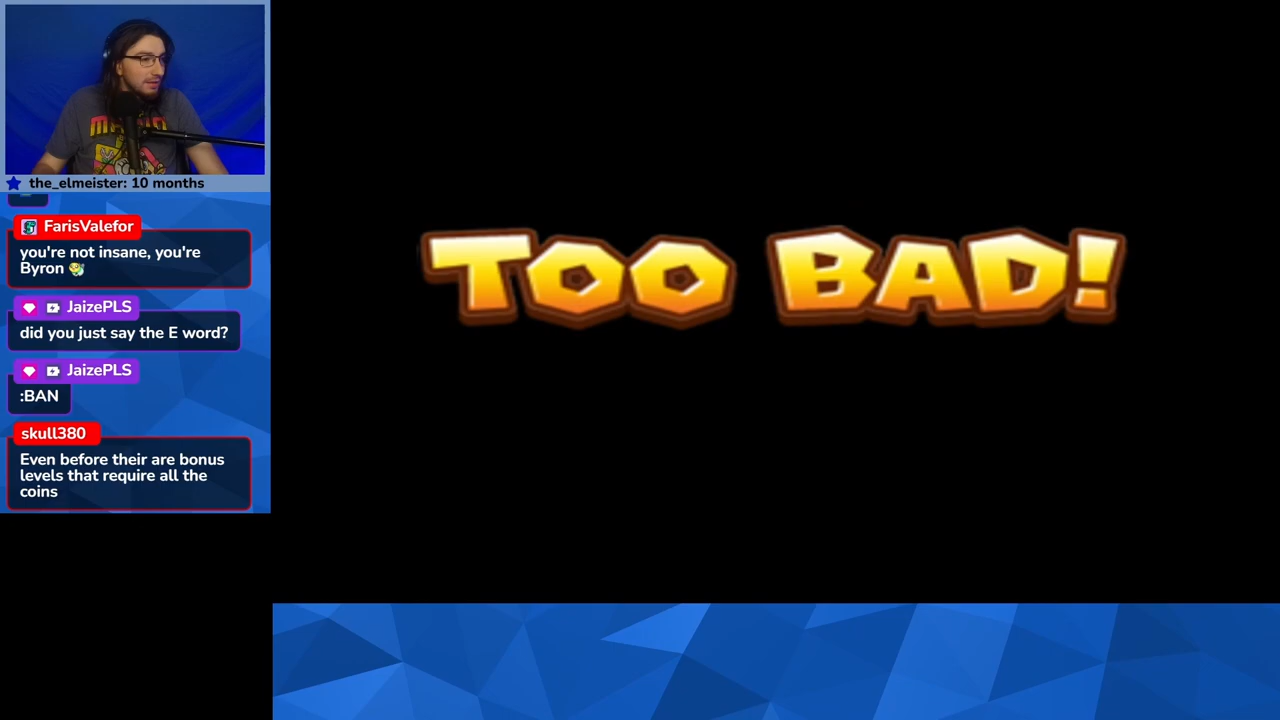 the_elmeister: 10 months
FarisValefor
you're not insane, you're
Byron
JaizePLS
did you just say the E word?
JaizePLS
:BAN
skull380
Even before their are bonus
levels that require all the
coins
TOO BAD!